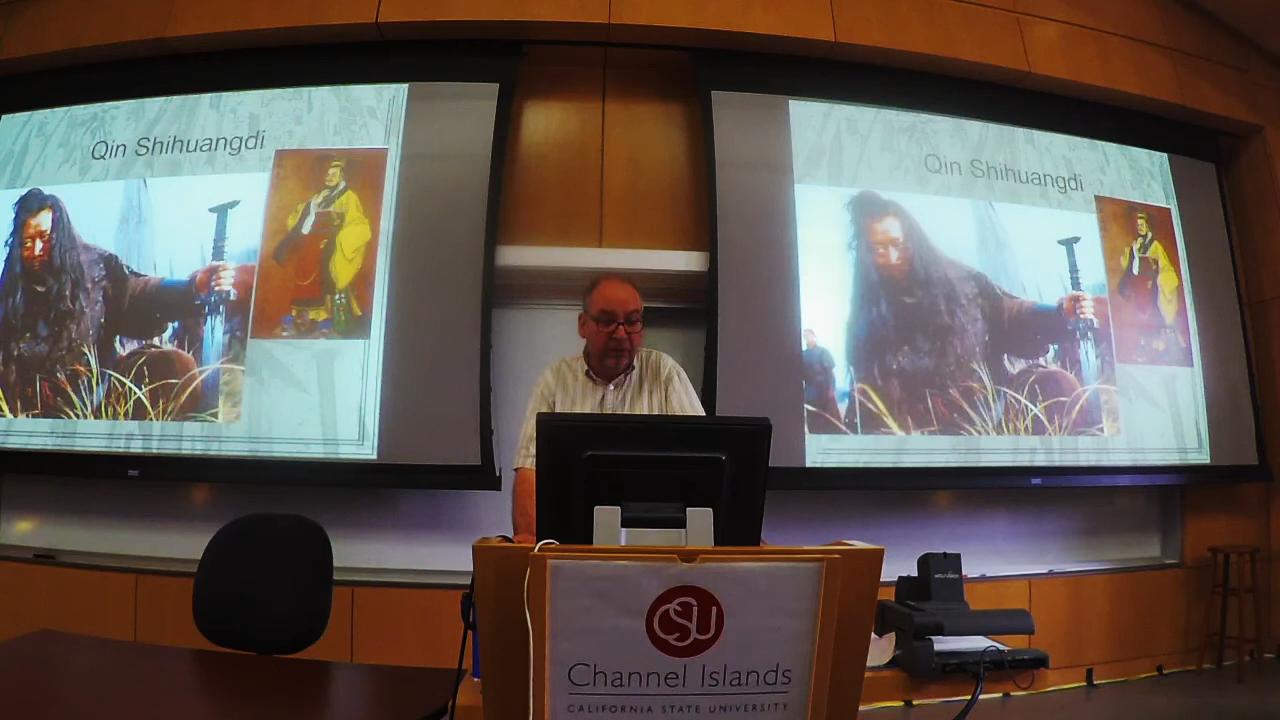 Qin Shihuangdi
Qin Shihuangdi
CSU
Channel Islands
CALIFORNIA STATE UNIVERSITY